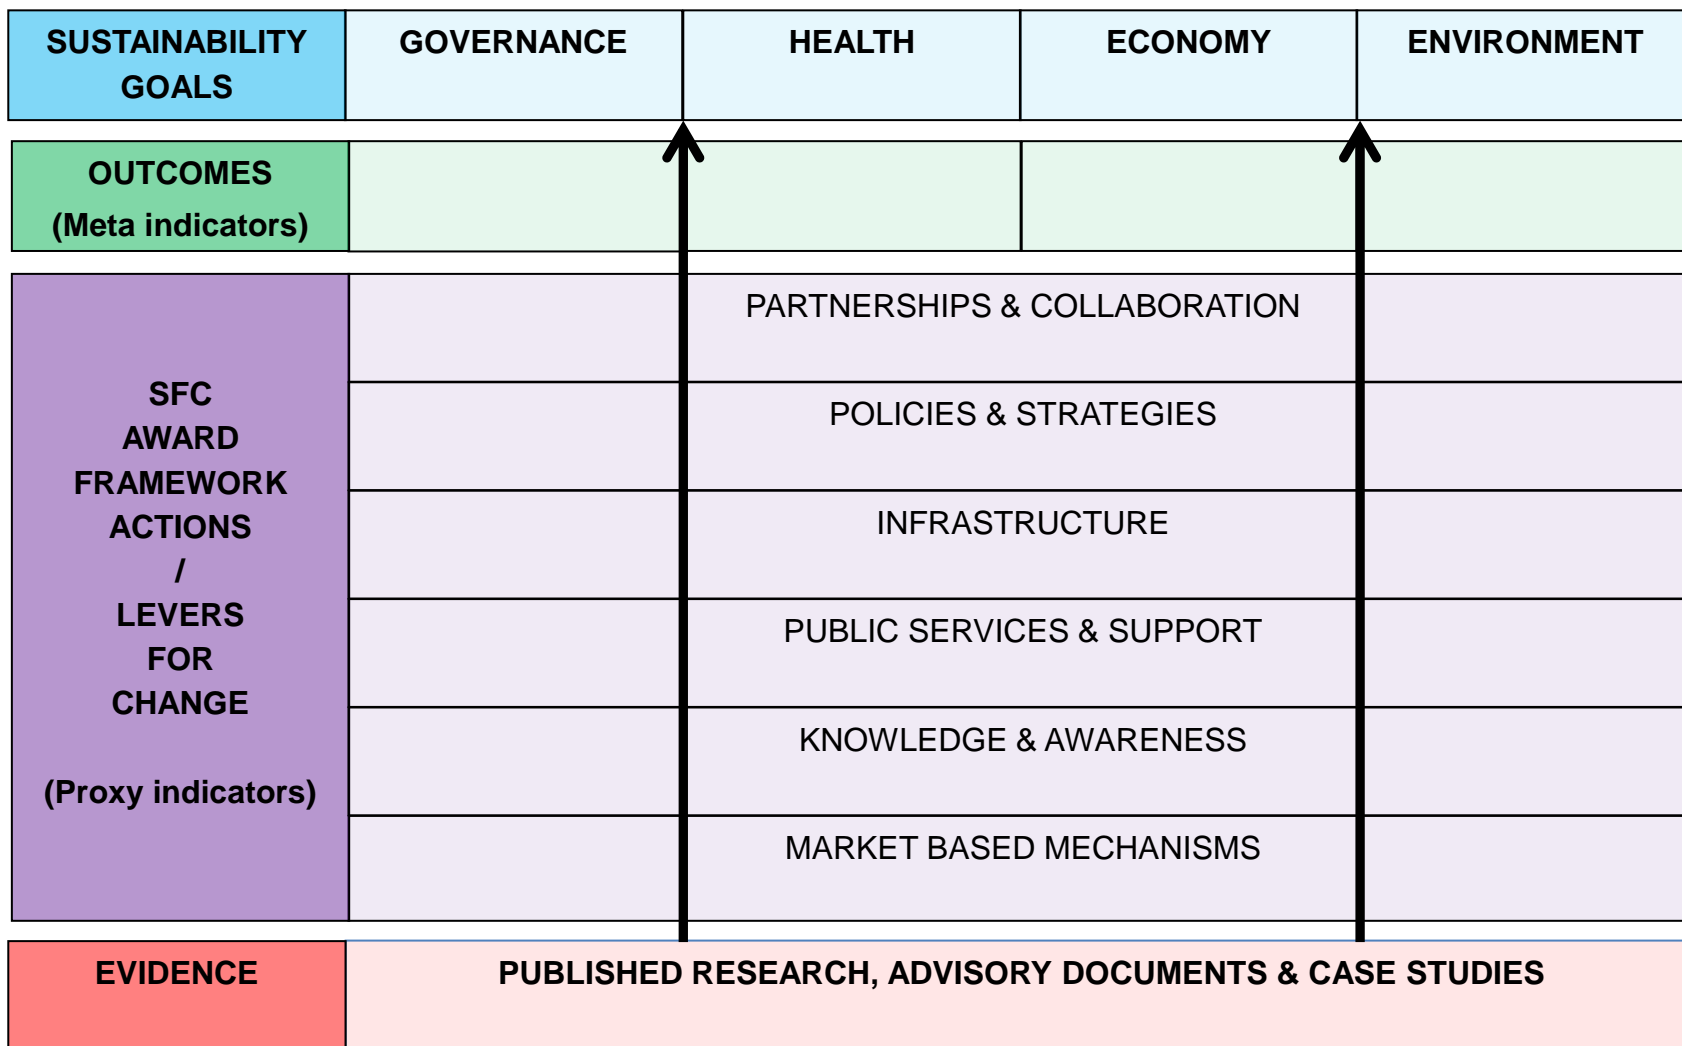 SUSTAINABILITY
GOALS
GOVERNANCE
HEALTH
ECONOMY
ENVIRONMENT
OUTCOMES
(Meta indicators)
SFC
AWARD
FRAMEWORK
ACTIONS
/
LEVERS
FOR
CHANGE
(Proxy indicators)
PARTNERSHIPS & COLLABORATION
POLICIES & STRATEGIES
INFRASTRUCTURE
PUBLIC SERVICES & SUPPORT
KNOWLEDGE & AWARENESS
MARKET BASED MECHANISMS
EVIDENCE
PUBLISHED RESEARCH, ADVISORY DOCUMENTS & CASE STUDIES